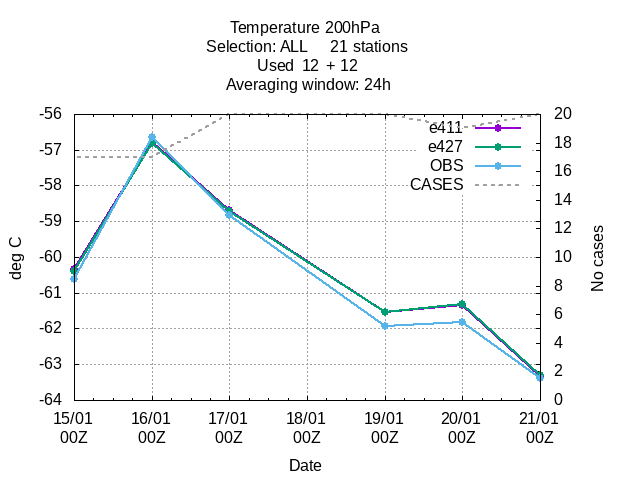 Temperature 200hPa
Selection: ALL 21 stations
Used 12 + 12
Averaging window: 24h
-56 20
e411
18
-57 e427
16
OBS
-58 CASES
14
-59
12
deg C
-60 10
No cases
-61 8
6
-62
4
-63
2
-64 0
15/01 16/01 17/01 18/01 19/01 20/01 21/01
00Z 00Z 00Z 00Z 00Z 00Z 00Z
Date